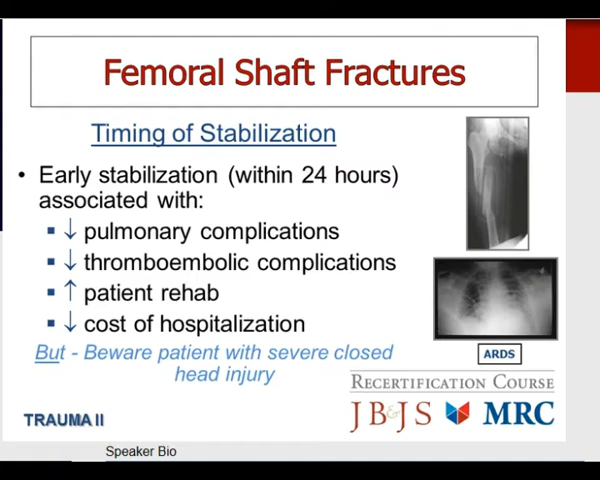 Femoral Shaft Fractures
Timing of Stabilization
• Early stabilization (within 24 hours)
associated with:
▪ ↓ pulmonary complications
▪ ↓ thromboembolic complications
▪ ↑ patient rehab
▪ ↓ cost of hospitalization
But - Beware patient with severe closed
head injury
ARDS
RECERTIFICATION COURSE
JB&JS MRC
TRAUMA II
Speaker Bio